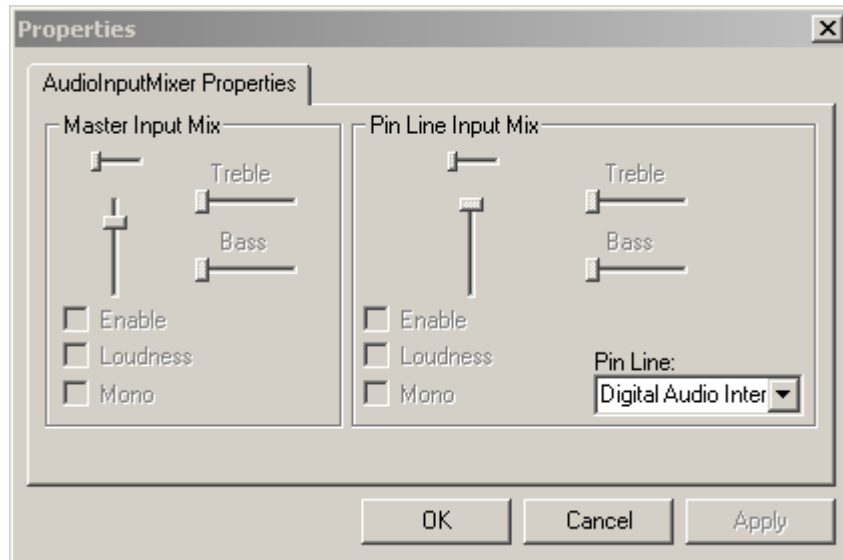 Properties
AudioInputMixer Properties
Master Input Mix
Treble
Bass
Enable
Loudness
Mono
Pin Line Input Mix
Treble
Bass
Enable
Loudness
Mono
Pin Line:
Digital Audio Inter
OK
Cancel
Apply